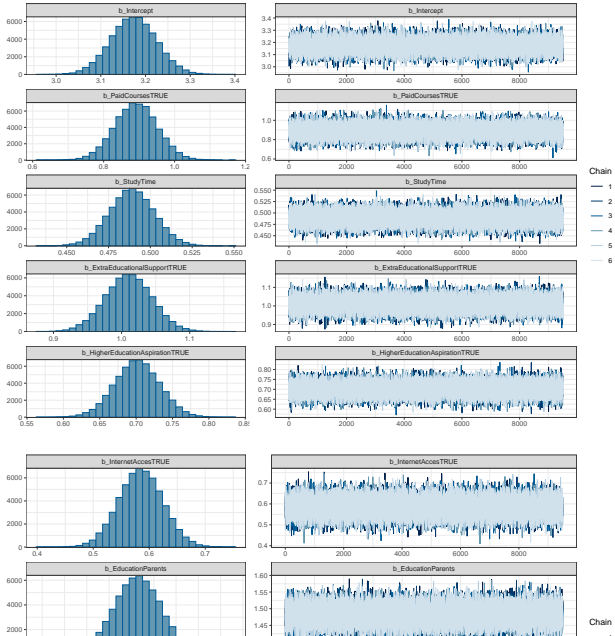 b_Intercept
6000
4000
2000
0
3.0 3.1 3.2 3.3 3.4
b_Intercept
3.4
3.3
3.2
3.1
3.0
0 2000 4000 6000 8000
b_PaidCoursesTRUE
6000
4000
2000
0
0.6 0.8 1.0 1.2
b_PaidCoursesTRUE
1.0
0.8
0.6
0 2000 4000 6000 8000
b_StudyTime
6000
4000
2000
0
0.450 0.475 0.500 0.525 0.550
b_StudyTime
0.550
0.525
0.500
0.475
0.450
0 2000 4000 6000 8000
Chain
1
2
3
4
5
6
b_ExtraEducationalSupportTRUE
6000
4000
2000
0
0.9 1.0 1.1
b_ExtraEducationalSupportTRUE
1.1
1.0
0.9
0 2000 4000 6000 8000
b_HigherEducationAspirationTRUE
6000
4000
2000
0
0.55 0.60 0.65 0.70 0.75 0.80
b_HigherEducationAspirationTRUE
0.80
0.75
0.70
0.65
0.60
0 2000 4000 6000 8000
b_InternetAccesTRUE
6000
4000
2000
0
0.4 0.5 0.6 0.7
b_InternetAccesTRUE
0.7
0.6
0.5
0.4
0 2000 4000 6000 8000
b_EducationParents
6000
4000
2000
b_EducationParents
1.60
1.55
1.50
1.45
Chain